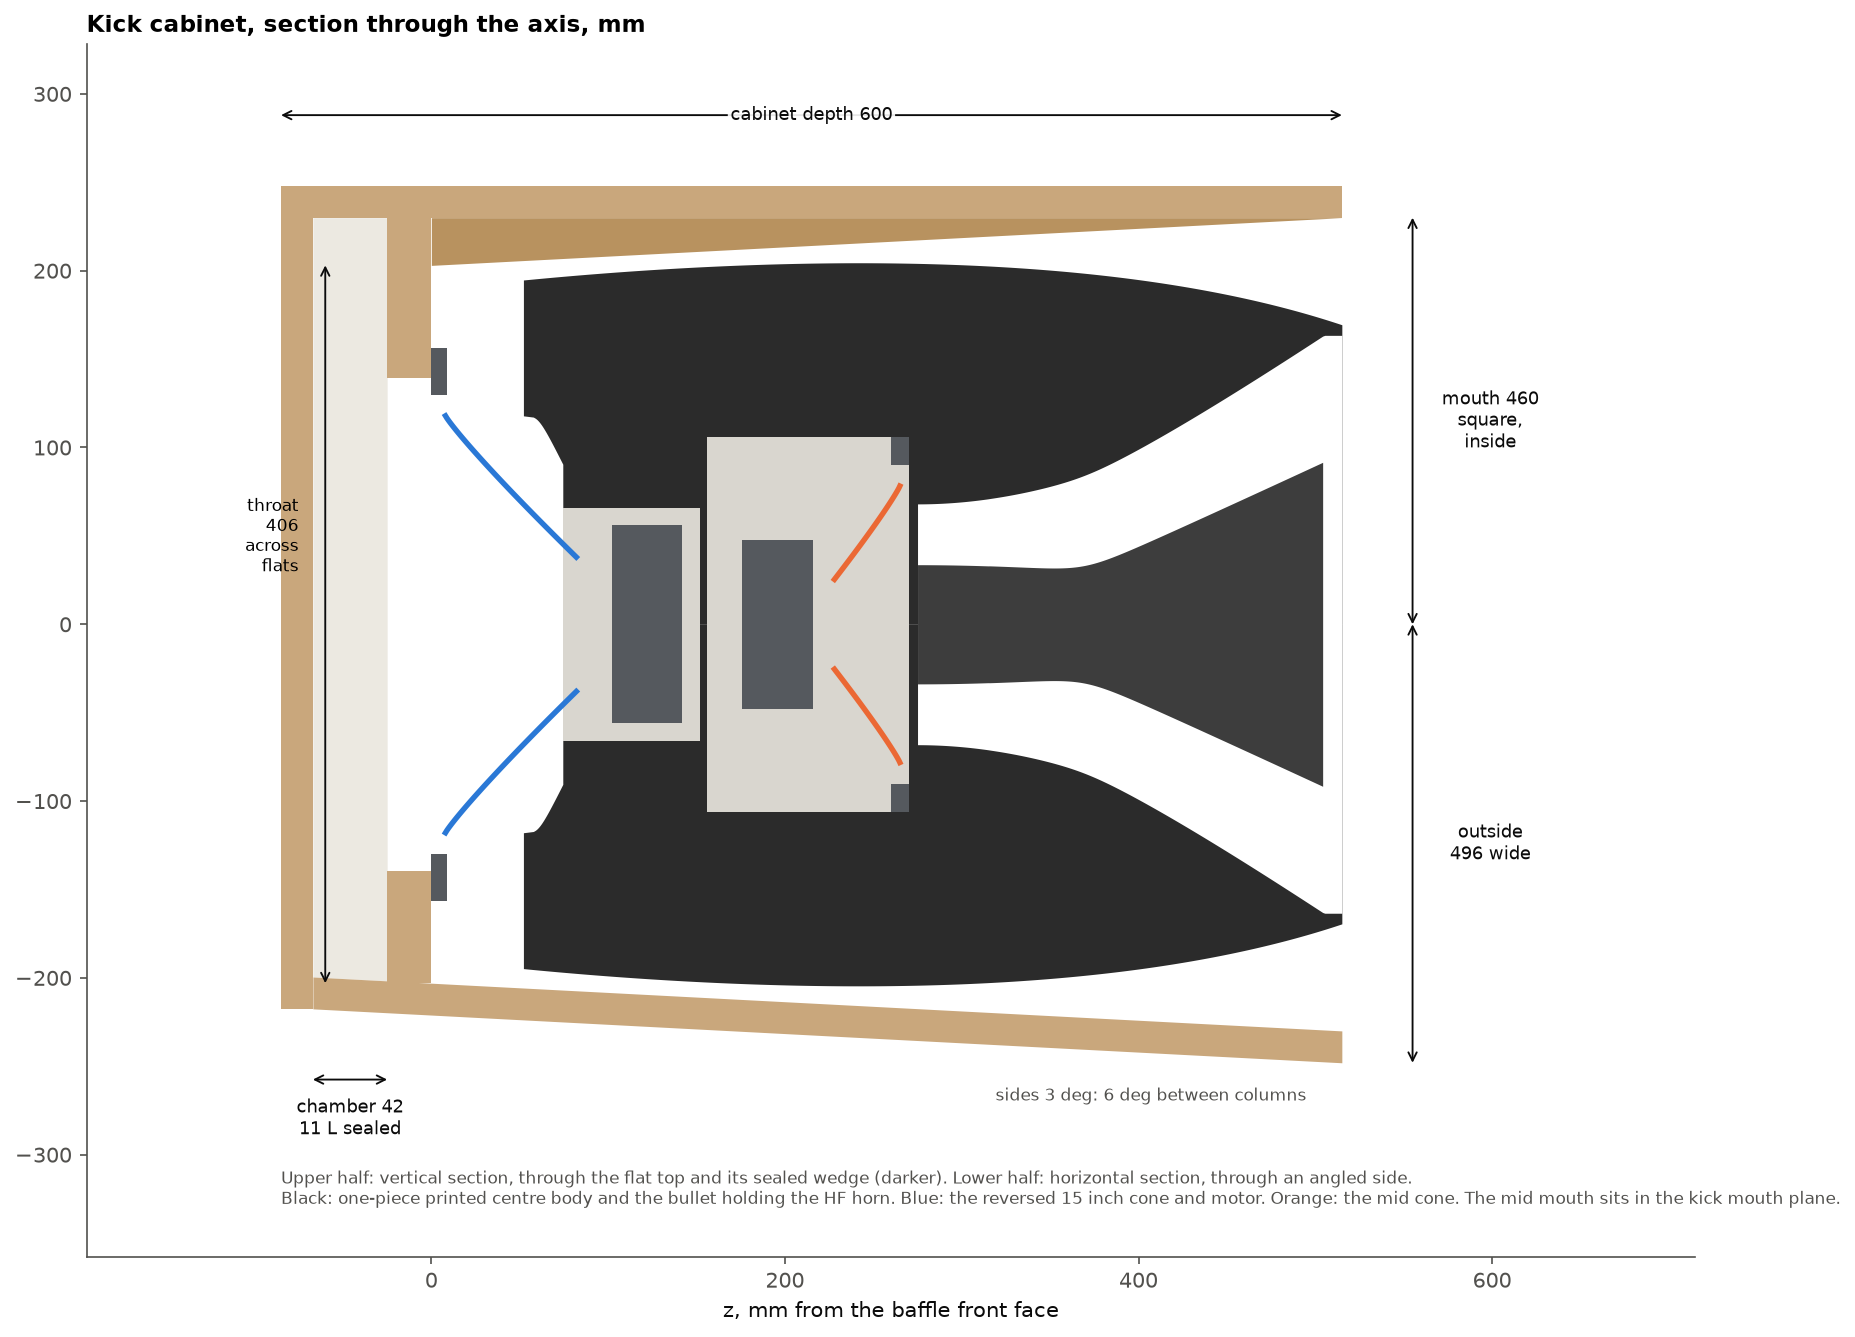 Kick cabinet, section through the axis, mm
300
cabinet depth 600
200
mouth 460
square,
inside
100
throat
406
across
flats
0
−100
outside
496 wide
−200
sides 3 deg: 6 deg between columns
chamber 42
11 L sealed
−300
Upper half: vertical section, through the flat top and its sealed wedge (darker). Lower half: horizontal section, through an angled side.
Black: one-piece printed centre body and the bullet holding the HF horn. Blue: the reversed 15 inch cone and motor. Orange: the mid cone. The mid mouth sits in the kick mouth plane.
0
200
400
600
z, mm from the baffle front face